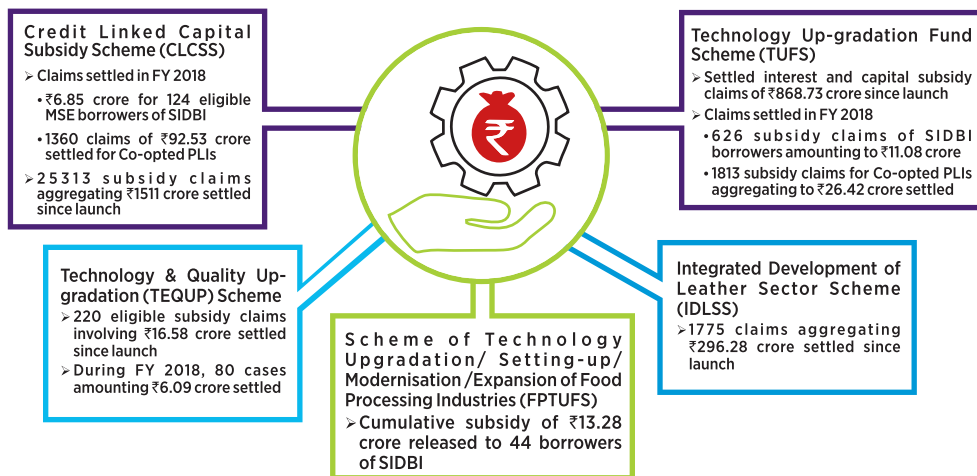 Credit Linked Capital
Subsidy Scheme (CLCSS)
➢ Claims settled in FY 2018
• ₹6.85 crore for 124 eligible
MSE borrowers of SIDBI
• 1360 claims of ₹92.53 crore
settled for Co-opted PLIs
➢ 25313 subsidy claims
aggregating ₹1511 crore settled
since launch
₹
Technology Up-gradation Fund
Scheme (TUFS)
➢ Settled interest and capital subsidy
claims of ₹868.73 crore since launch
➢ Claims settled in FY 2018
• 626 subsidy claims of SIDBI
borrowers amounting to ₹11.08 crore
• 1813 subsidy claims for Co-opted PLIs
aggregating to ₹26.42 crore settled
Technology & Quality Up-
gradation (TEQUP) Scheme
➢ 220 eligible subsidy claims
involving ₹16.58 crore settled
since launch
➢ During FY 2018, 80 cases
amounting ₹6.09 crore settled
Scheme of Technology
Upgradation/ Setting-up/
Modernisation /Expansion of Food
Processing Industries (FPTUFS)
➢ Cumulative subsidy of ₹13.28
crore released to 44 borrowers
of SIDBI
Integrated Development of
Leather Sector Scheme
(IDLSS)
➢ 1775 claims aggregating
₹296.28 crore settled since
launch